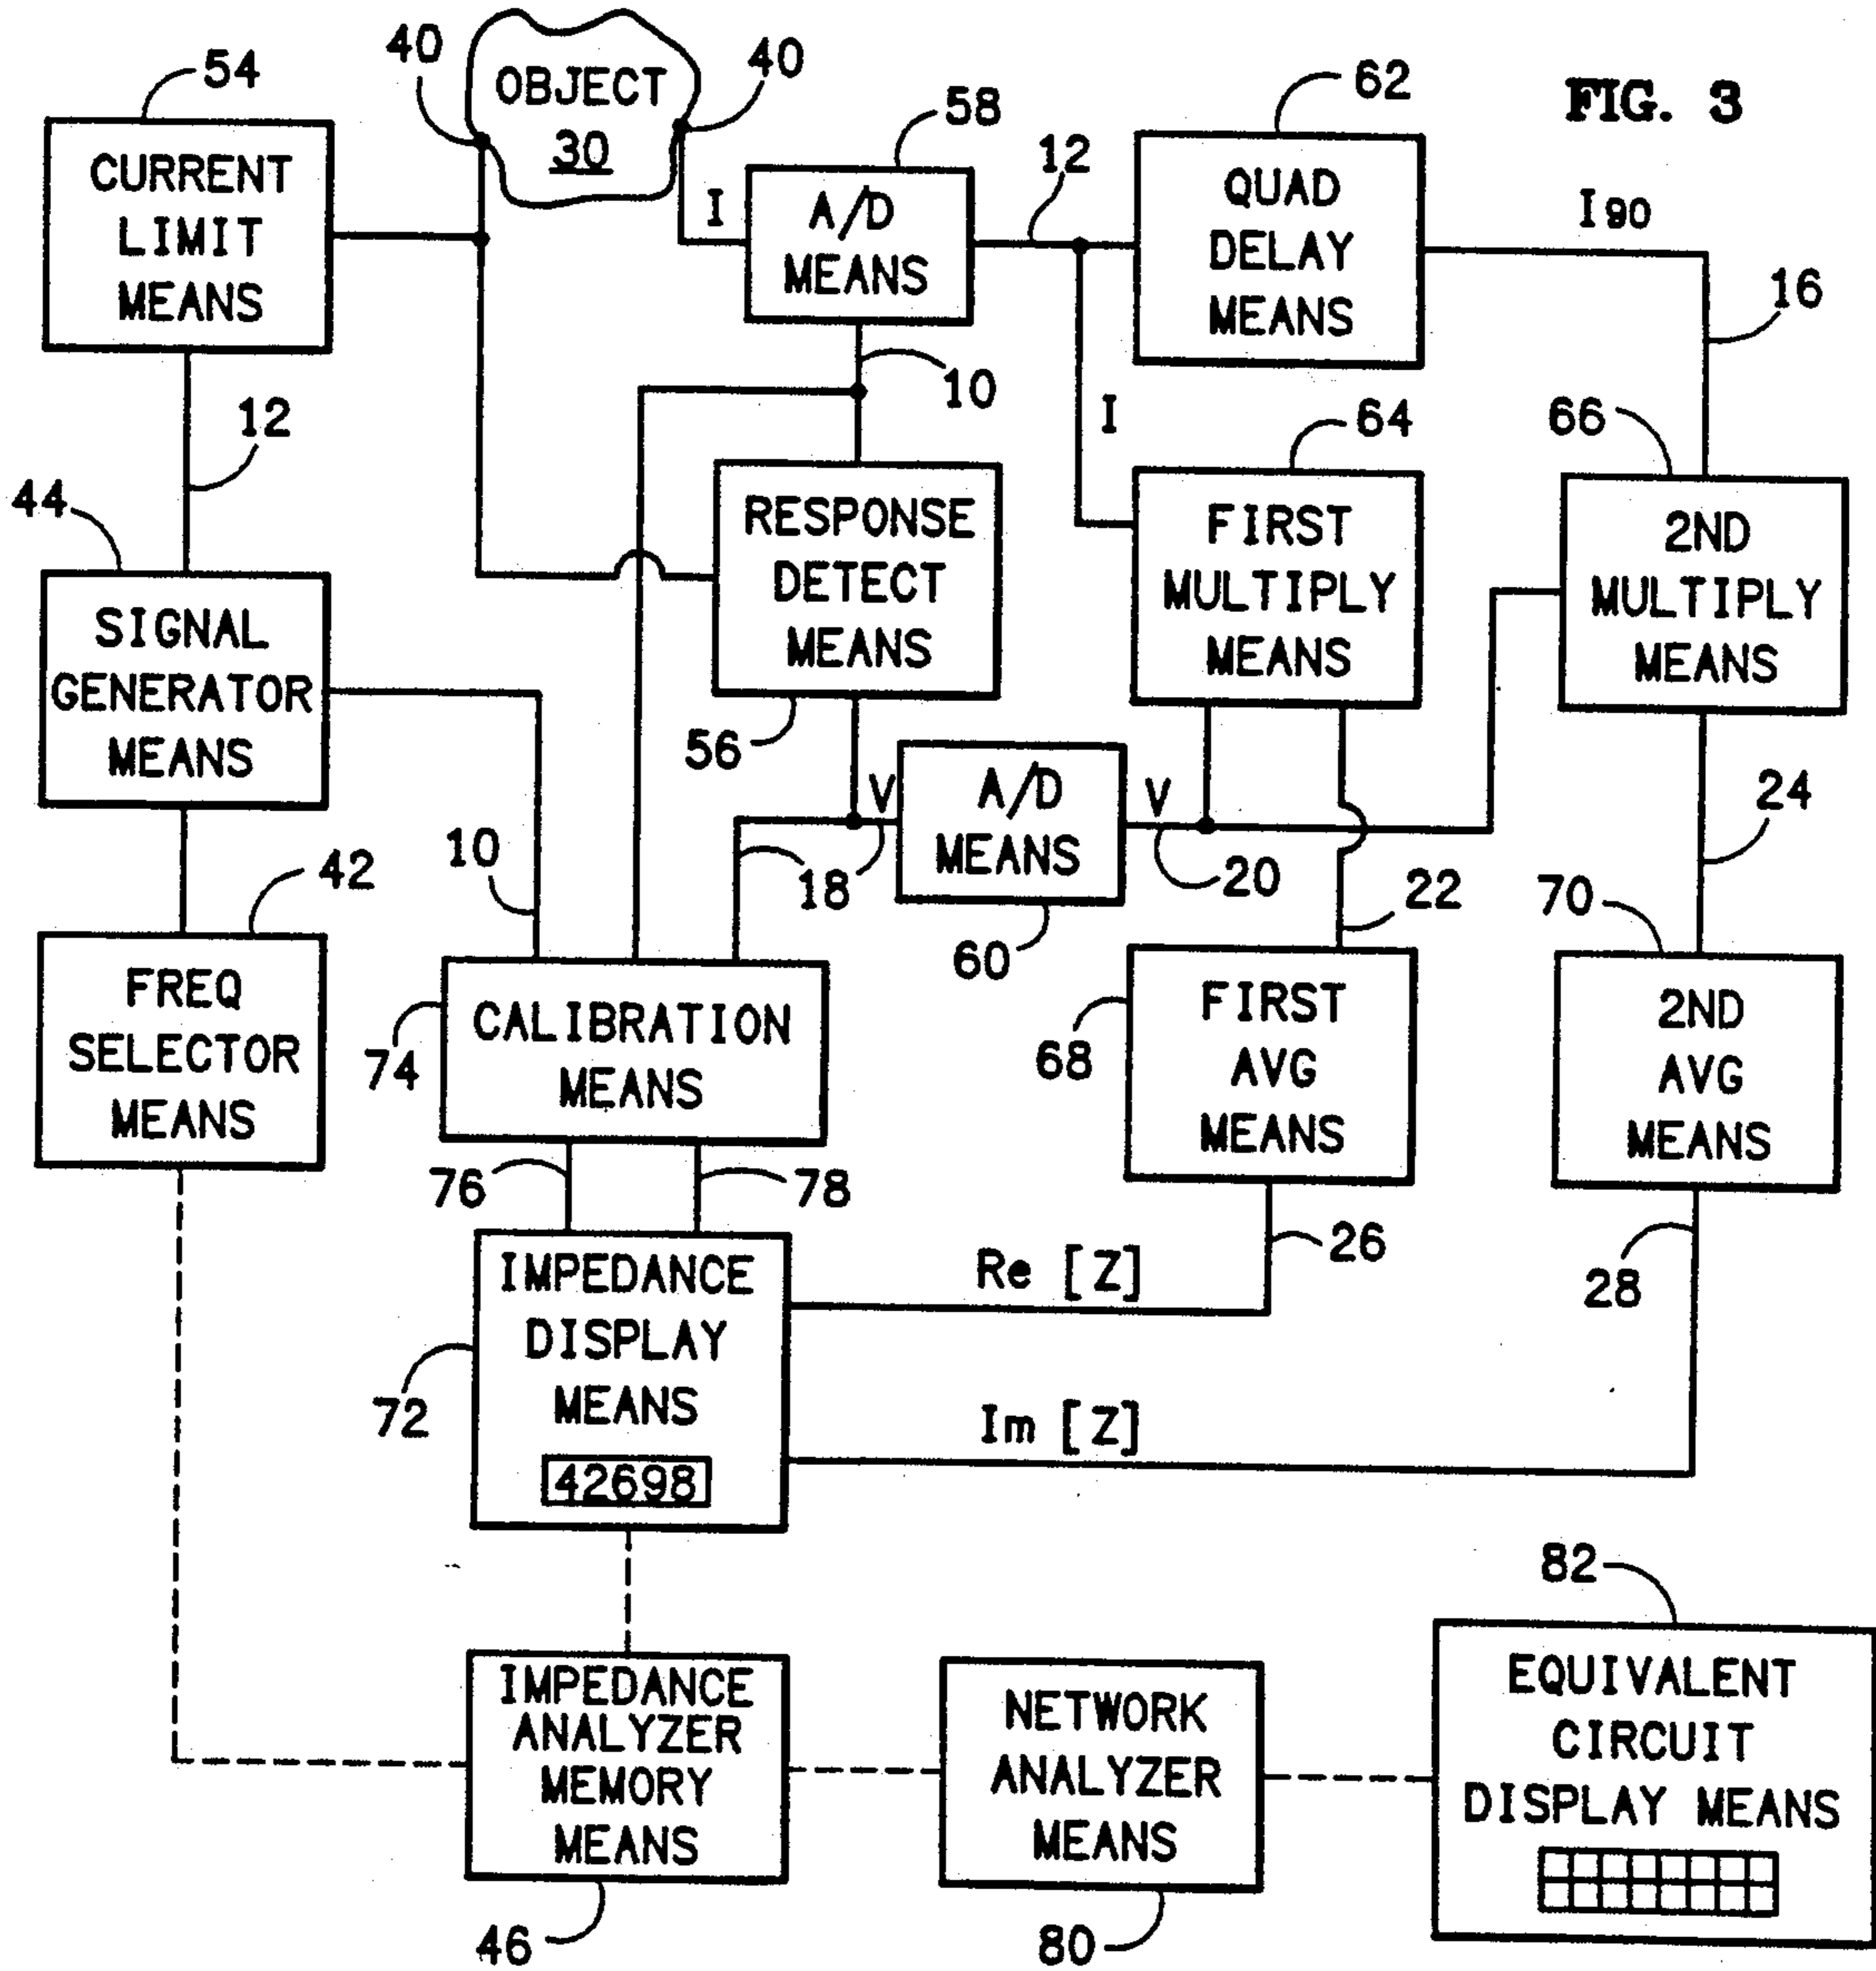 FIG. 3
54
40
OBJECT
30
40
58
12
62
CURRENT
LIMIT
MEANS
I
A/D
MEANS
QUAD
DELAY
MEANS
I90
16
12
10
I
64
66
44
RESPONSE
DETECT
MEANS
FIRST
MULTIPLY
MEANS
2ND
MULTIPLY
MEANS
SIGNAL
GENERATOR
MEANS
56
V
A/D
MEANS
V
24
10
42
18
20
22
70
60
FREQ
SELECTOR
MEANS
74
CALIBRATION
MEANS
68
FIRST
AVG
MEANS
2ND
AVG
MEANS
76
78
26
28
IMPEDANCE
DISPLAY
MEANS
42698
72
Re [Z]
Im [Z]
82
IMPEDANCE
ANALYZER
MEMORY
MEANS
NETWORK
ANALYZER
MEANS
EQUIVALENT
CIRCUIT
DISPLAY MEANS
46
80